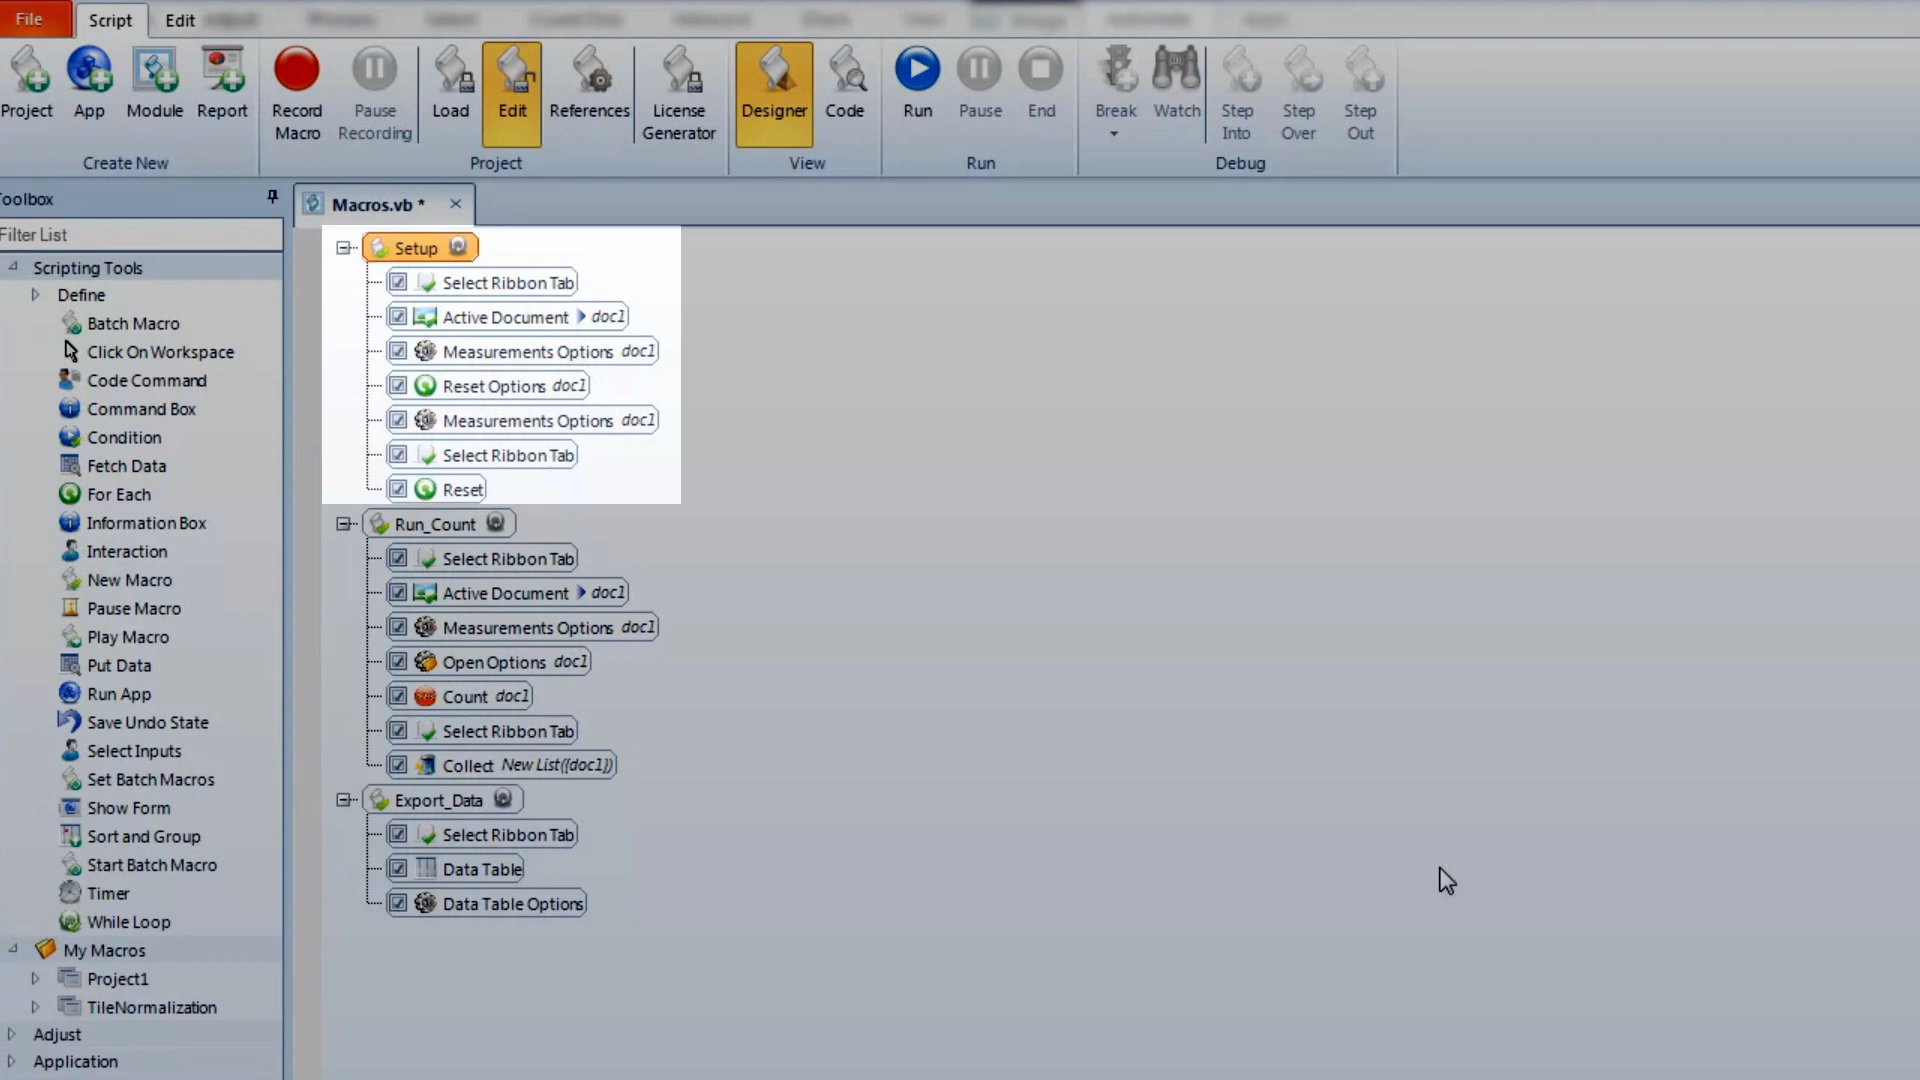 File Script Edit
Project App Module Report Record Macro Pause Recording Load Edit References License Generator Designer Code Run Pause End Break Watch Step Into Step Over Step Out
Create New Project View Run Debug
Toolbox
Macros.vb *
Filter List
Scripting Tools
Define
Batch Macro
Click On Workspace
Code Command
Command Box
Condition
Fetch Data
For Each
Information Box
Interaction
New Macro
Pause Macro
Play Macro
Put Data
Run App
Save Undo State
Select Inputs
Set Batch Macros
Show Form
Sort and Group
Start Batch Macro
Timer
While Loop
My Macros
Project1
TileNormalization
Adjust
Application
Setup
Select Ribbon Tab
Active Document doc1
Measurements Options doc1
Reset Options doc1
Measurements Options doc1
Select Ribbon Tab
Reset
Run_Count
Select Ribbon Tab
Active Document doc1
Measurements Options doc1
Open Options doc1
Count doc1
Select Ribbon Tab
Collect New List({doc1})
Export_Data
Select Ribbon Tab
Data Table
Data Table Options